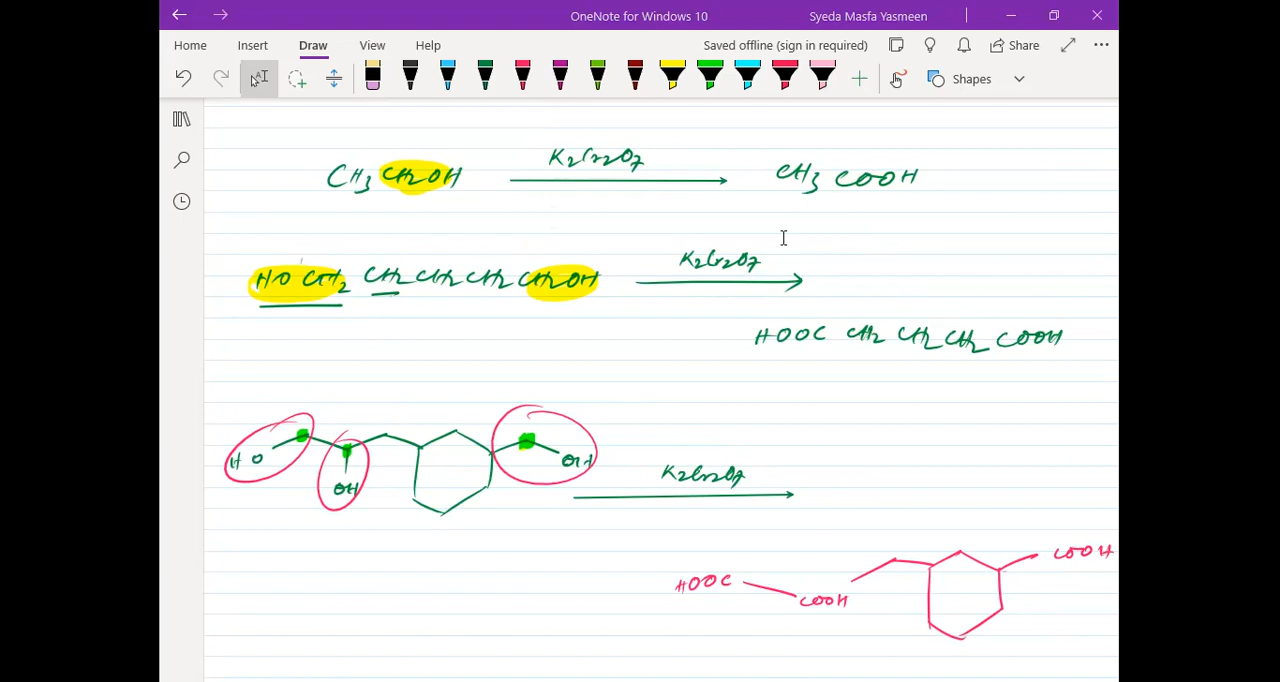 OneNote for Windows 10 Syeda Masfa Yasmeen
Home Insert Draw View Help Saved offline (sign in required) Share
Shapes
CH3 CH2OH K2Cr2O7 CH3 COOH
HO CH2 CH2 CH2 CH2 CH2 OH K2Cr2O7
HOOC CH2 CH2 CH2 COOH
HO OH OH K2Cr2O7
HOOC COOH COOH